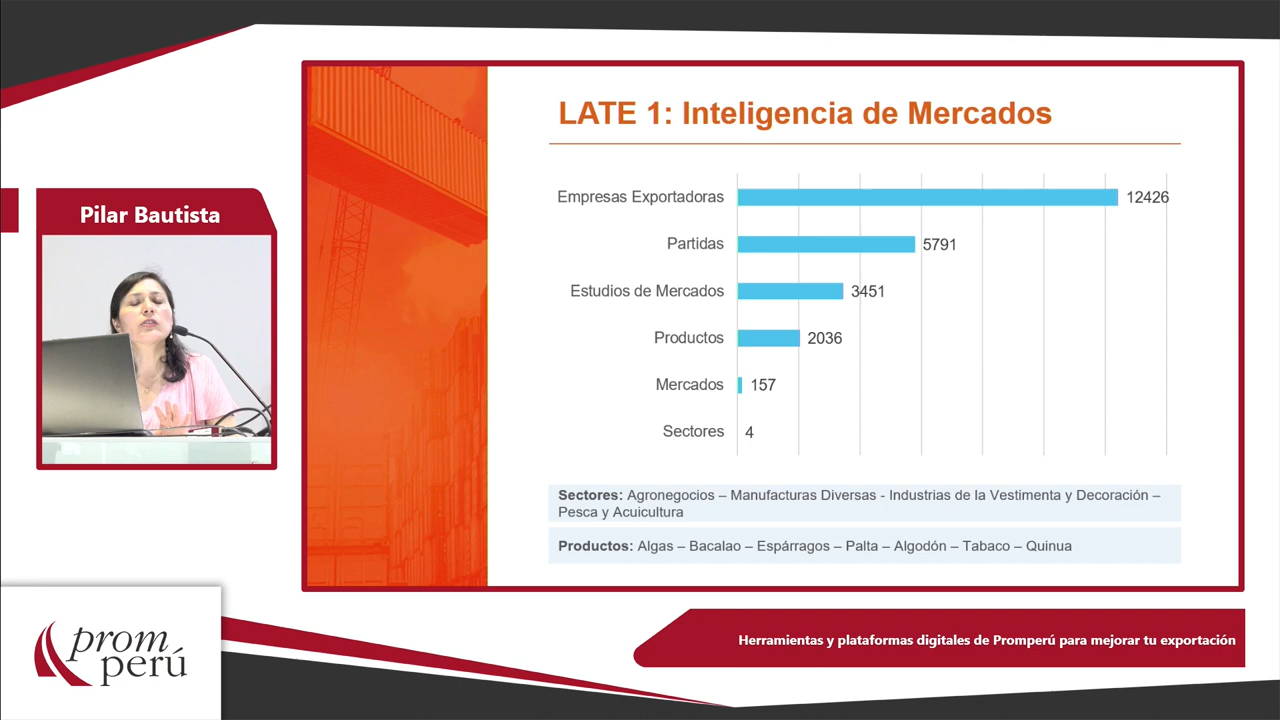 LATE 1: Inteligencia de Mercados
Empresas Exportadoras 12426
Partidas 5791
Estudios de Mercados 3451
Productos 2036
Mercados 157
Sectores 4
Sectores: Agronegocios – Manufacturas Diversas - Industrias de la Vestimenta y Decoración –
Pesca y Acuicultura
Productos: Algas – Bacalao – Espárragos – Palta – Algodón – Tabaco – Quinua
Pilar Bautista
prom
perú
Herramientas y plataformas digitales de Promperú para mejorar tu exportación